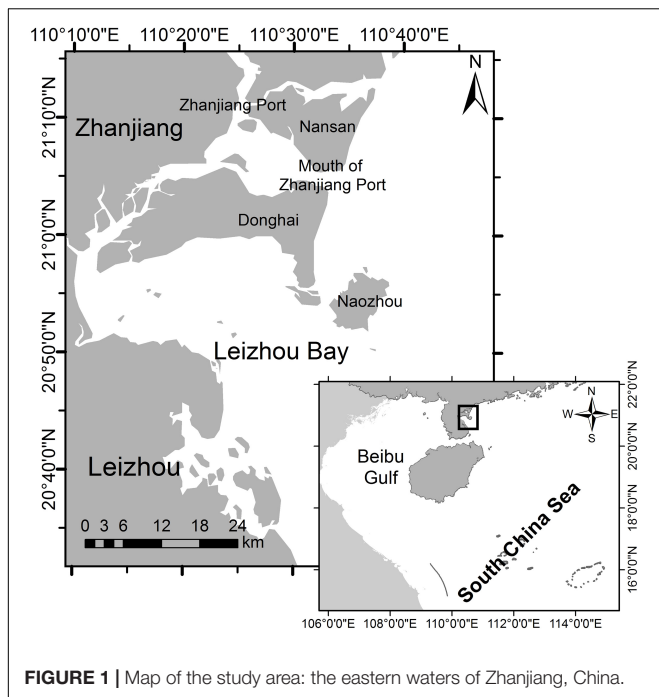 110°10'0"E 110°20'0"E 110°30'0"E 110°40'0"E
N
21°10'0"N
Zhanjiang Port
Zhanjiang
Nansan
Mouth of
Zhanjiang Port
21°0'0"N
Donghai
Naozhou
20°50'0"N
Leizhou Bay
20°40'0"N
Leizhou
0 3 6 12 18 24
km
N
W E
S
Beibu
Gulf
South China Sea
22°0'0"N
20°0'0"N
18°0'0"N
16°0'0"N
106°0'0"E 108°0'0"E 110°0'0"E 112°0'0"E 114°0'0"E
FIGURE 1 | Map of the study area: the eastern waters of Zhanjiang, China.